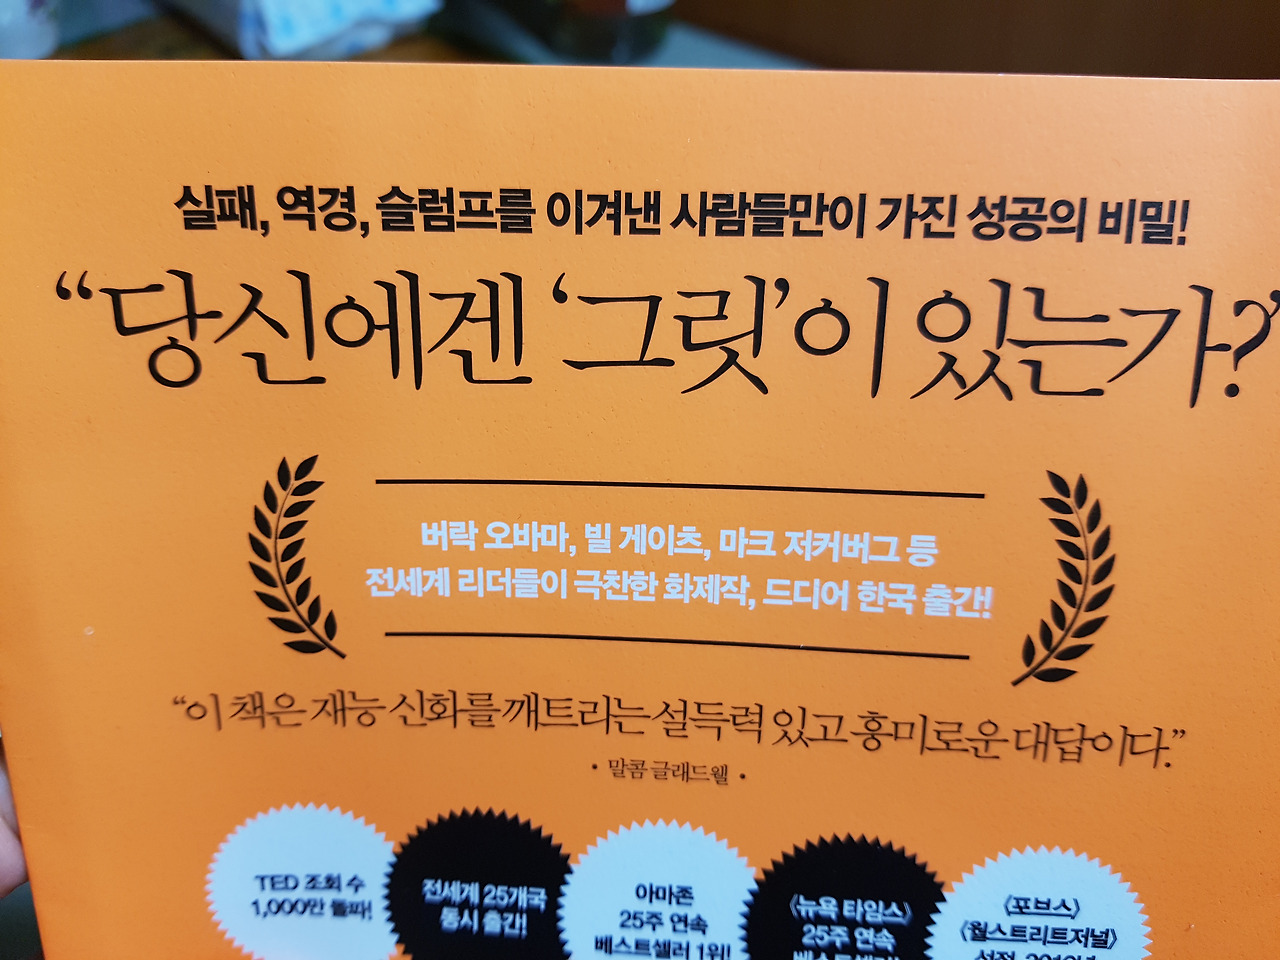 실패, 역경, 슬럼프를 이겨낸 사람들만이 가진 성공의 비밀!
“당신에겐 ‘그릿’이 있는가?”
버락 오바마, 빌 게이츠, 마크 저커버그 등
전세계 리더들이 극찬한 화제작, 드디어 한국 출간!
“이 책은 재능 신화를 깨트리는 설득력 있고 흥미로운 대답이다.”
• 말콤 글래드웰 •
TED 조회 수
1,000만 돌파!
전세계 25개국
동시 출간!
아마존
25주 연속
베스트셀러 1위!
〈뉴욕 타임스〉
25주 연속
〈포브스〉
〈월스트리트저널〉